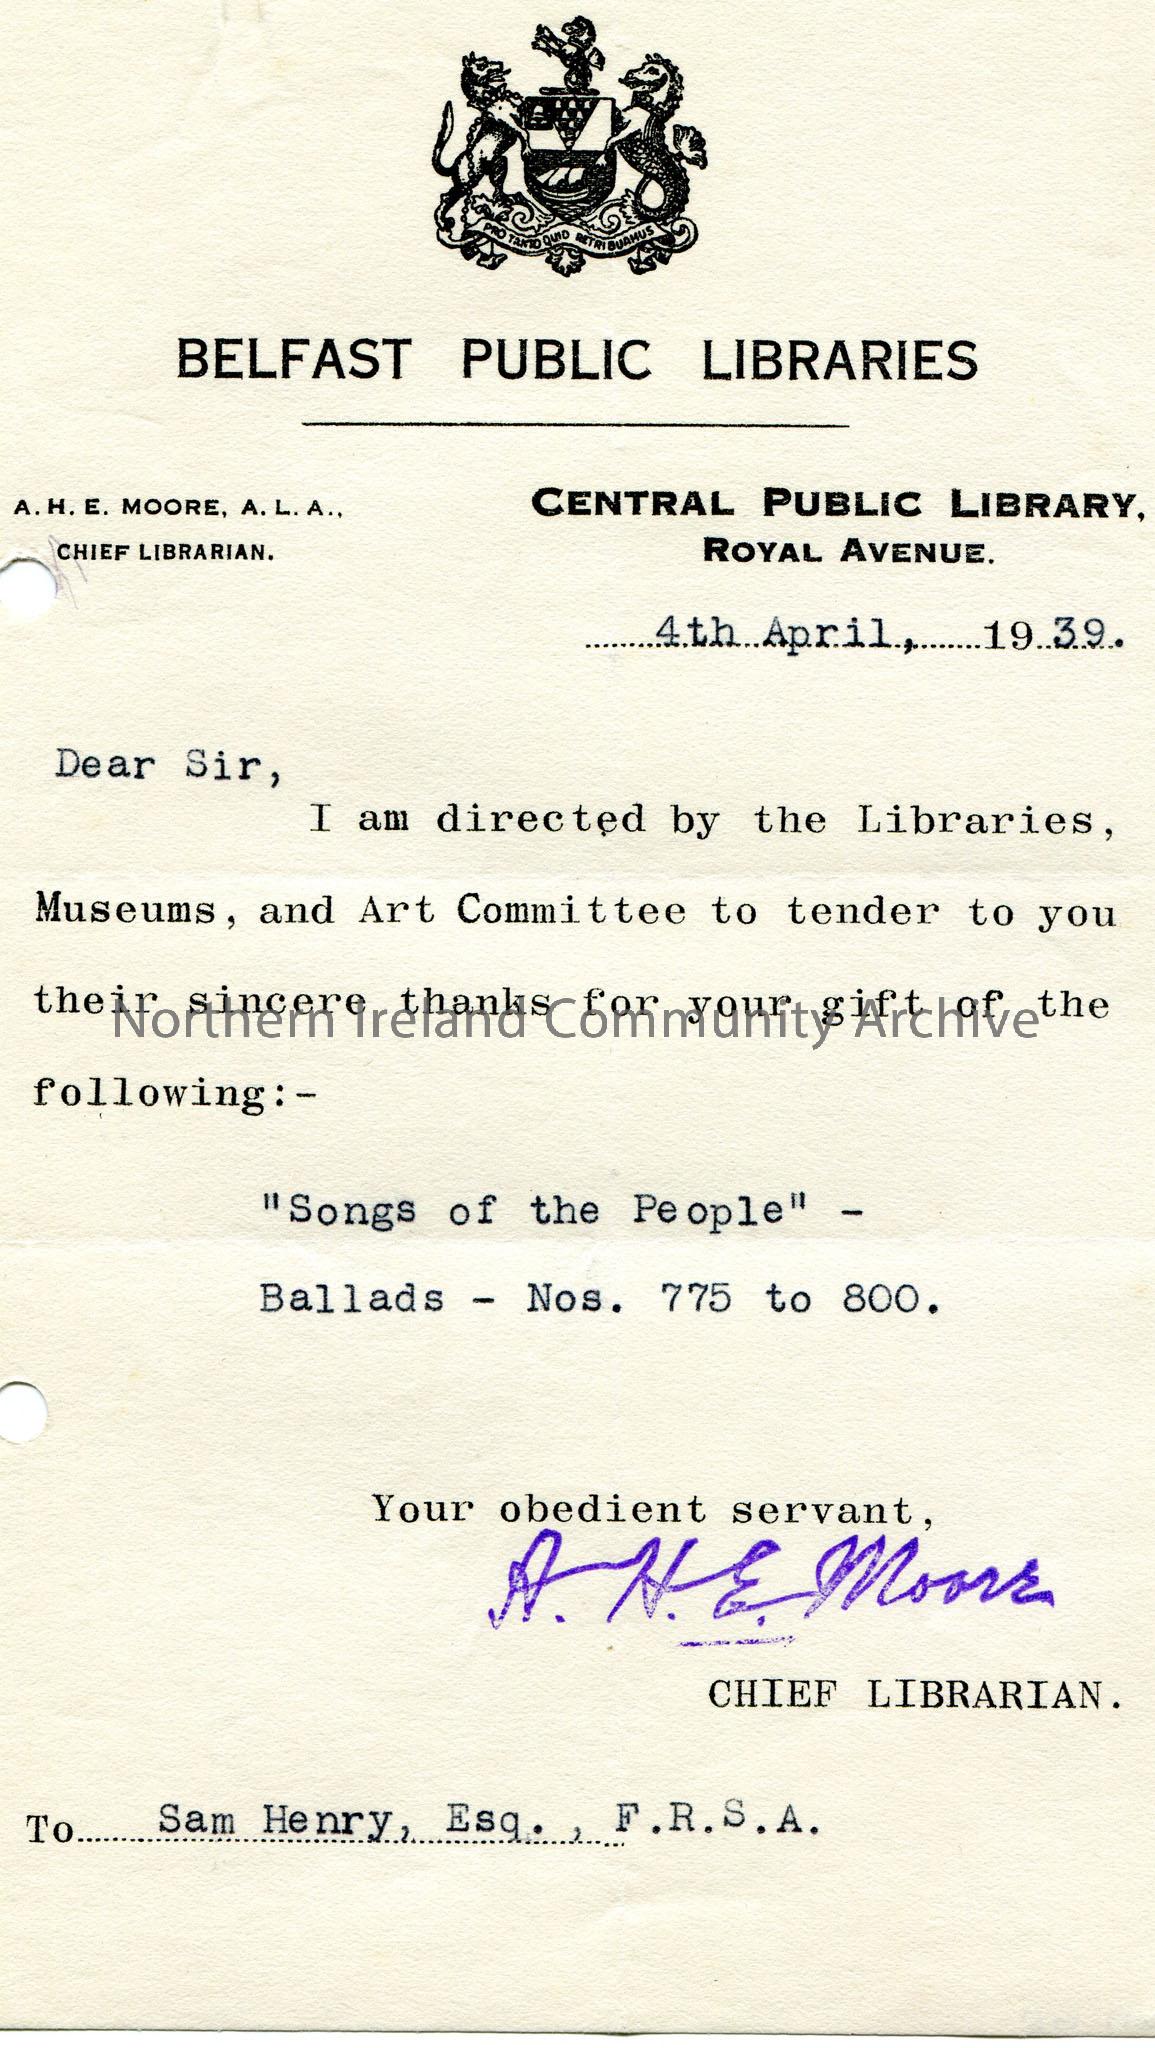 PRO TANTO QUID RETRIBUAMUS
BELFAST PUBLIC LIBRARIES
A. H. E. MOORE, A. L. A.,
CHIEF LIBRARIAN.
CENTRAL PUBLIC LIBRARY,
ROYAL AVENUE.
4th April, 19 39.
Dear Sir,
I am directed by the Libraries,
Museums, and Art Committee to tender to you
their sincere thanks for your gift of the
Northern Ireland Community Archive
following:-
"Songs of the People" -
Ballads - Nos. 775 to 800.
Your obedient servant,
A. H. E. Moore
CHIEF LIBRARIAN.
To Sam Henry, Esq. , F.R.S.A.